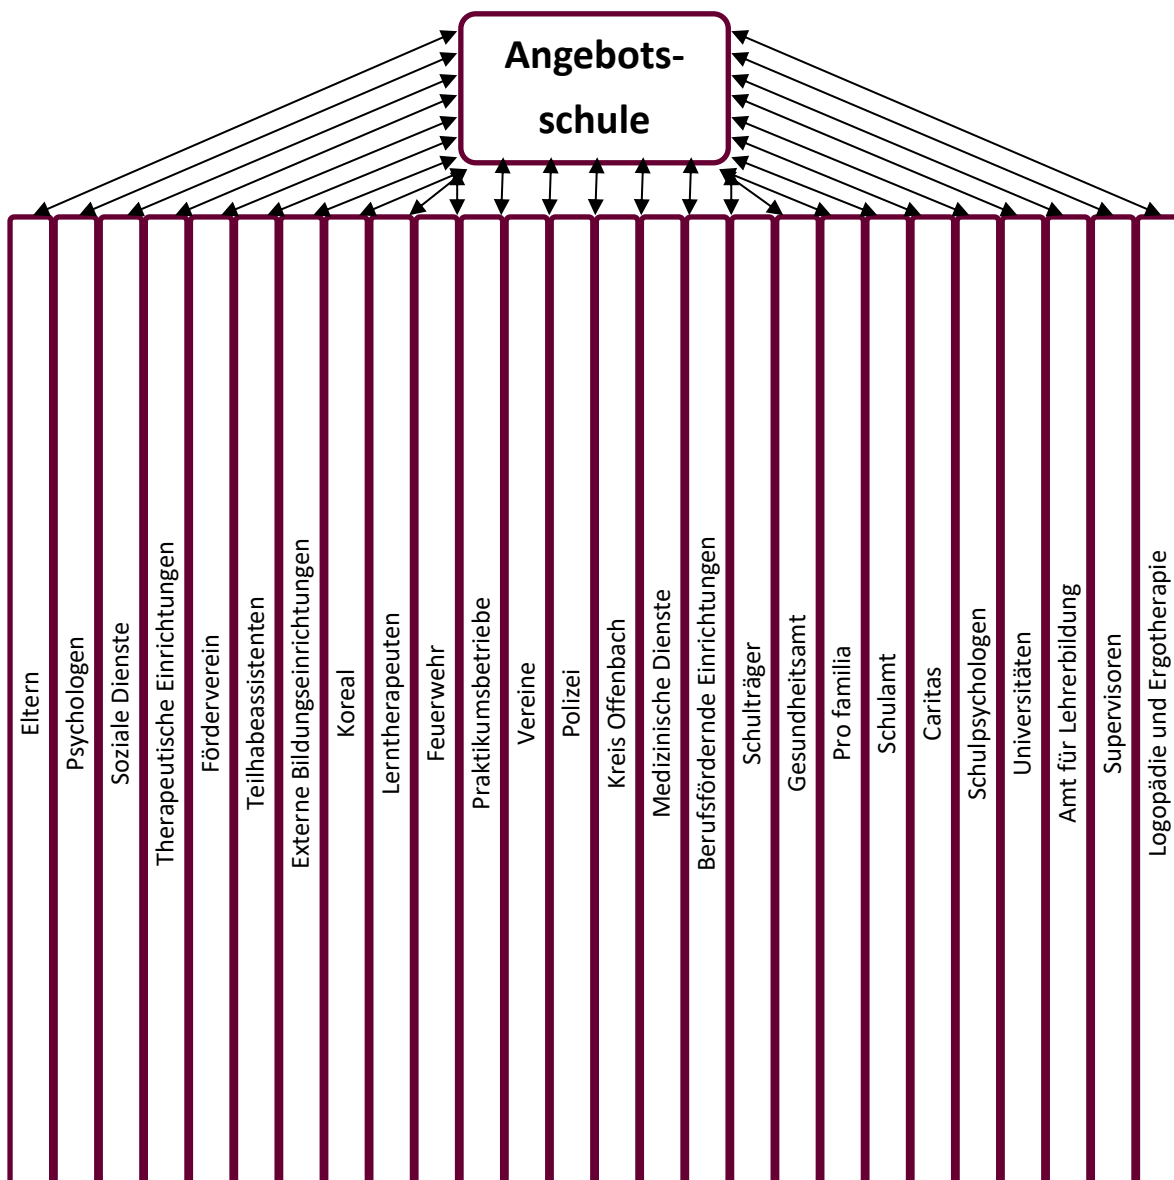 Angebots-
schule
Eltern
Psychologen
Soziale Dienste
Therapeutische Einrichtungen
Förderverein
Teilhabeassistenten
Externe Bildungseinrichtungen
Koreal
Lerntherapeuten
Feuerwehr
Praktikumsbetriebe
Vereine
Polizei
Kreis Offenbach
Medizinische Dienste
Berufsfördernde Einrichtungen
Schulträger
Gesundheitsamt
Pro familia
Schulamt
Caritas
Schulpsychologen
Universitäten
Amt für Lehrerbildung
Supervisoren
Logopädie und Ergotherapie